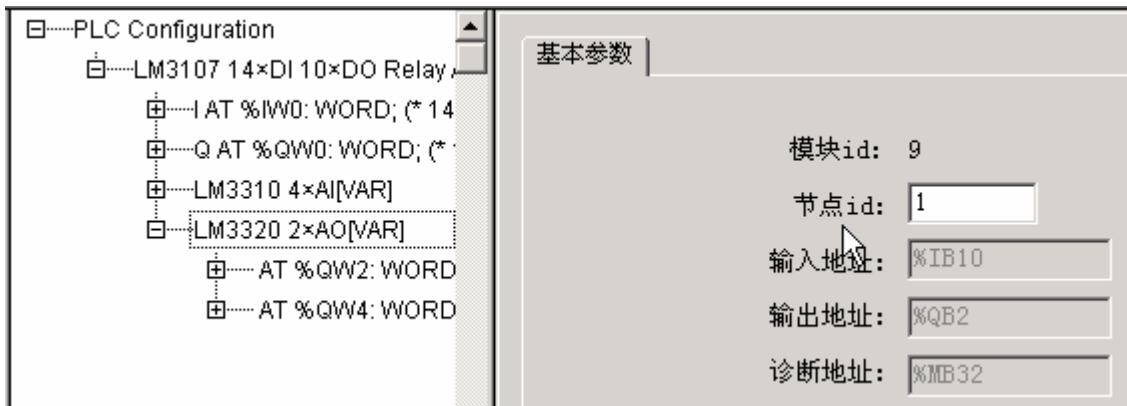 PLC Configuration
LM3107 14×DI 10×DO Relay
I AT %IW0: WORD; (* 14
Q AT %QW0: WORD; (*
LM3310 4×AI[VAR]
LM3320 2×AO[VAR]
AT %QW2: WORD
AT %QW4: WORD
基本参数
模块id: 9
节点id: 1
输入地址: %IB10
输出地址: %QB2
诊断地址: %MB32